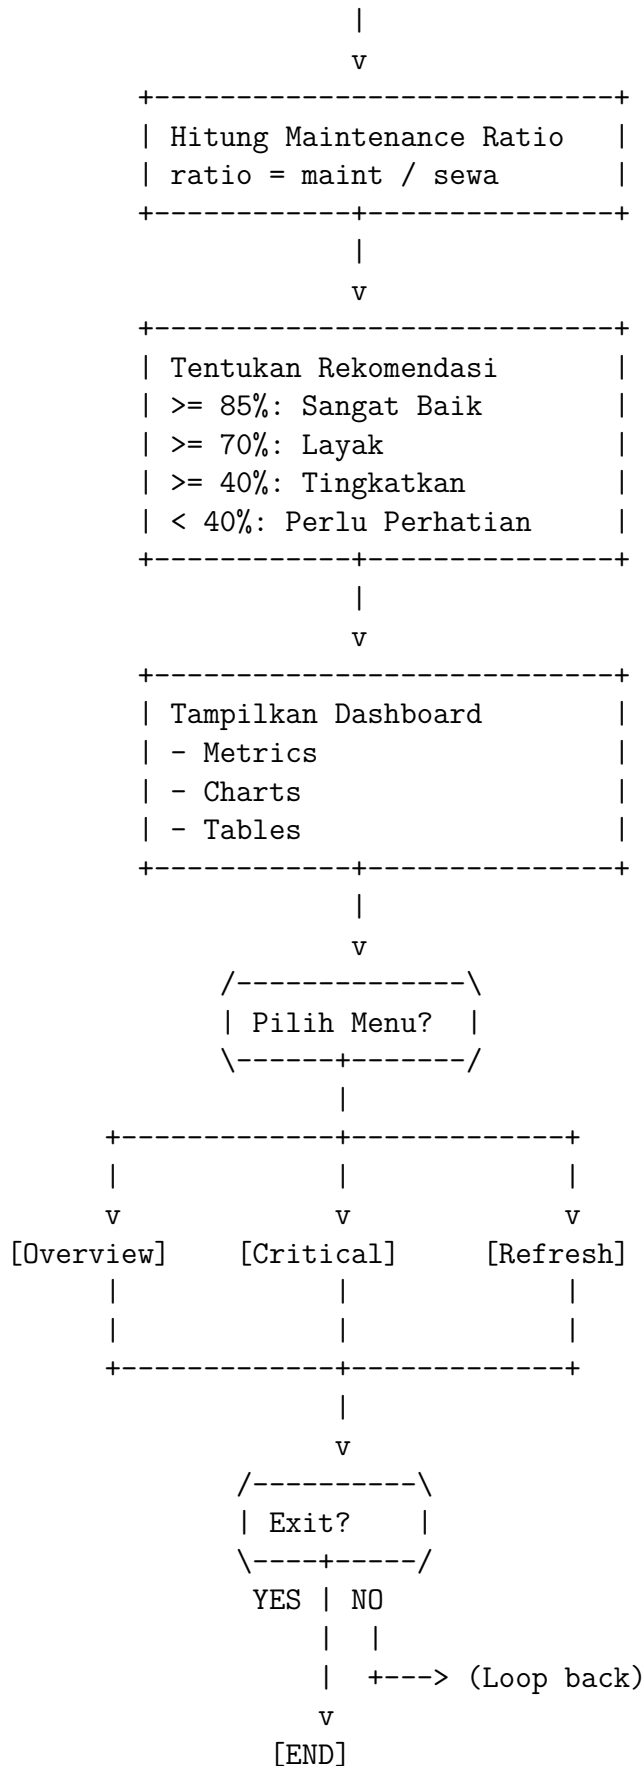 |
v
+----------------------------+
| Hitung Maintenance Ratio   |
| ratio = maint / sewa       |
+------------+---------------+
|
v
+----------------------------+
| Tentukan Rekomendasi       |
| >= 85%: Sangat Baik        |
| >= 70%: Layak              |
| >= 40%: Tingkatkan         |
| < 40%: Perlu Perhatian     |
+------------+---------------+
|
v
+----------------------------+
| Tampilkan Dashboard        |
| - Metrics                  |
| - Charts                   |
| - Tables                   |
+------------+---------------+
|
v
/--------------\
| Pilih Menu?  |
\------+-------/
|
+-------------+-------------+
|             |             |
v             v             v
[Overview]    [Critical]     [Refresh]
|             |             |
|             |             |
+-------------+-------------+
|
v
/----------\
| Exit?    |
\----+-----/
YES | NO
|  |
|  +---> (Loop back)
v
[END]